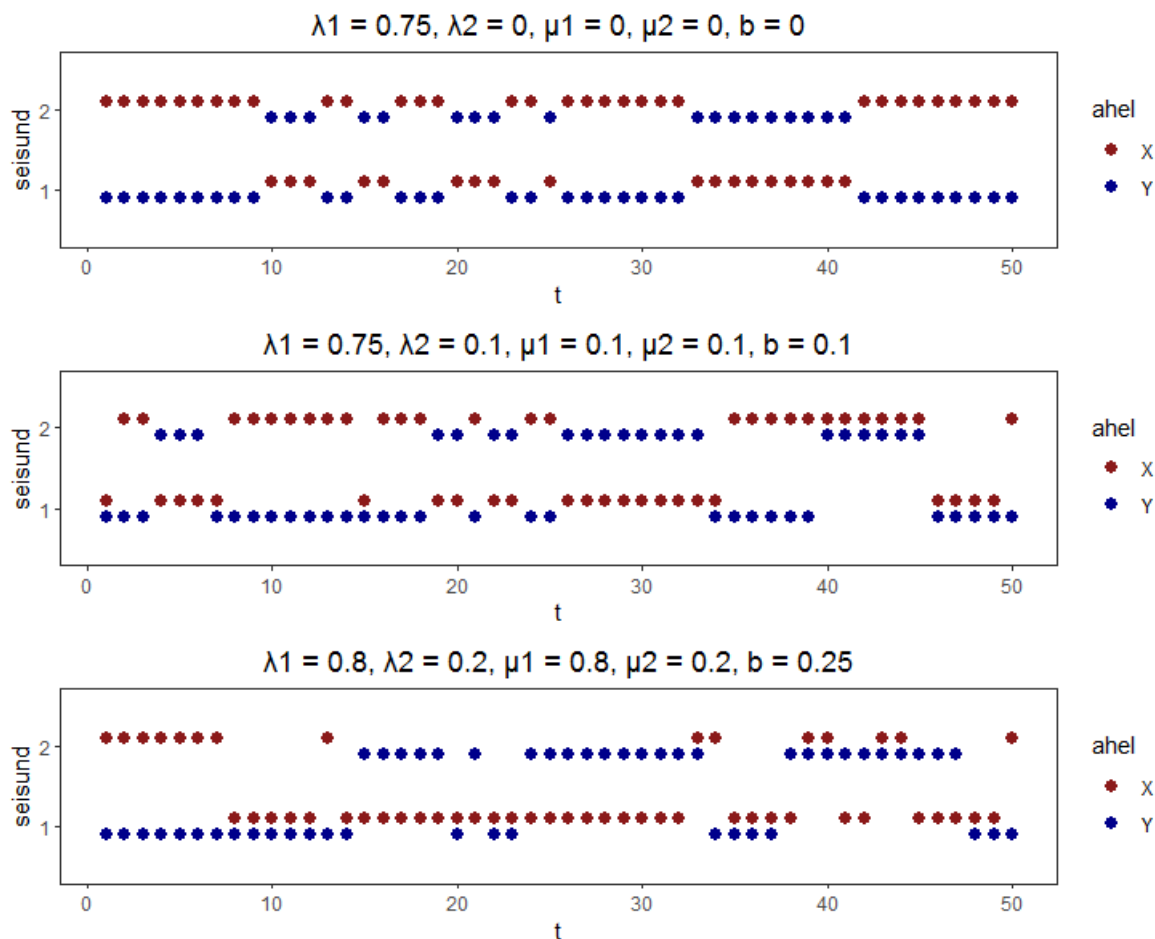 λ1 = 0.75, λ2 = 0, µ1 = 0, µ2 = 0, b = 0
seisund
2
1
0 10 20 30 40 50
t
ahel
X
Y
λ1 = 0.75, λ2 = 0.1, µ1 = 0.1, µ2 = 0.1, b = 0.1
seisund
2
1
0 10 20 30 40 50
t
ahel
X
Y
λ1 = 0.8, λ2 = 0.2, µ1 = 0.8, µ2 = 0.2, b = 0.25
seisund
2
1
0 10 20 30 40 50
t
ahel
X
Y